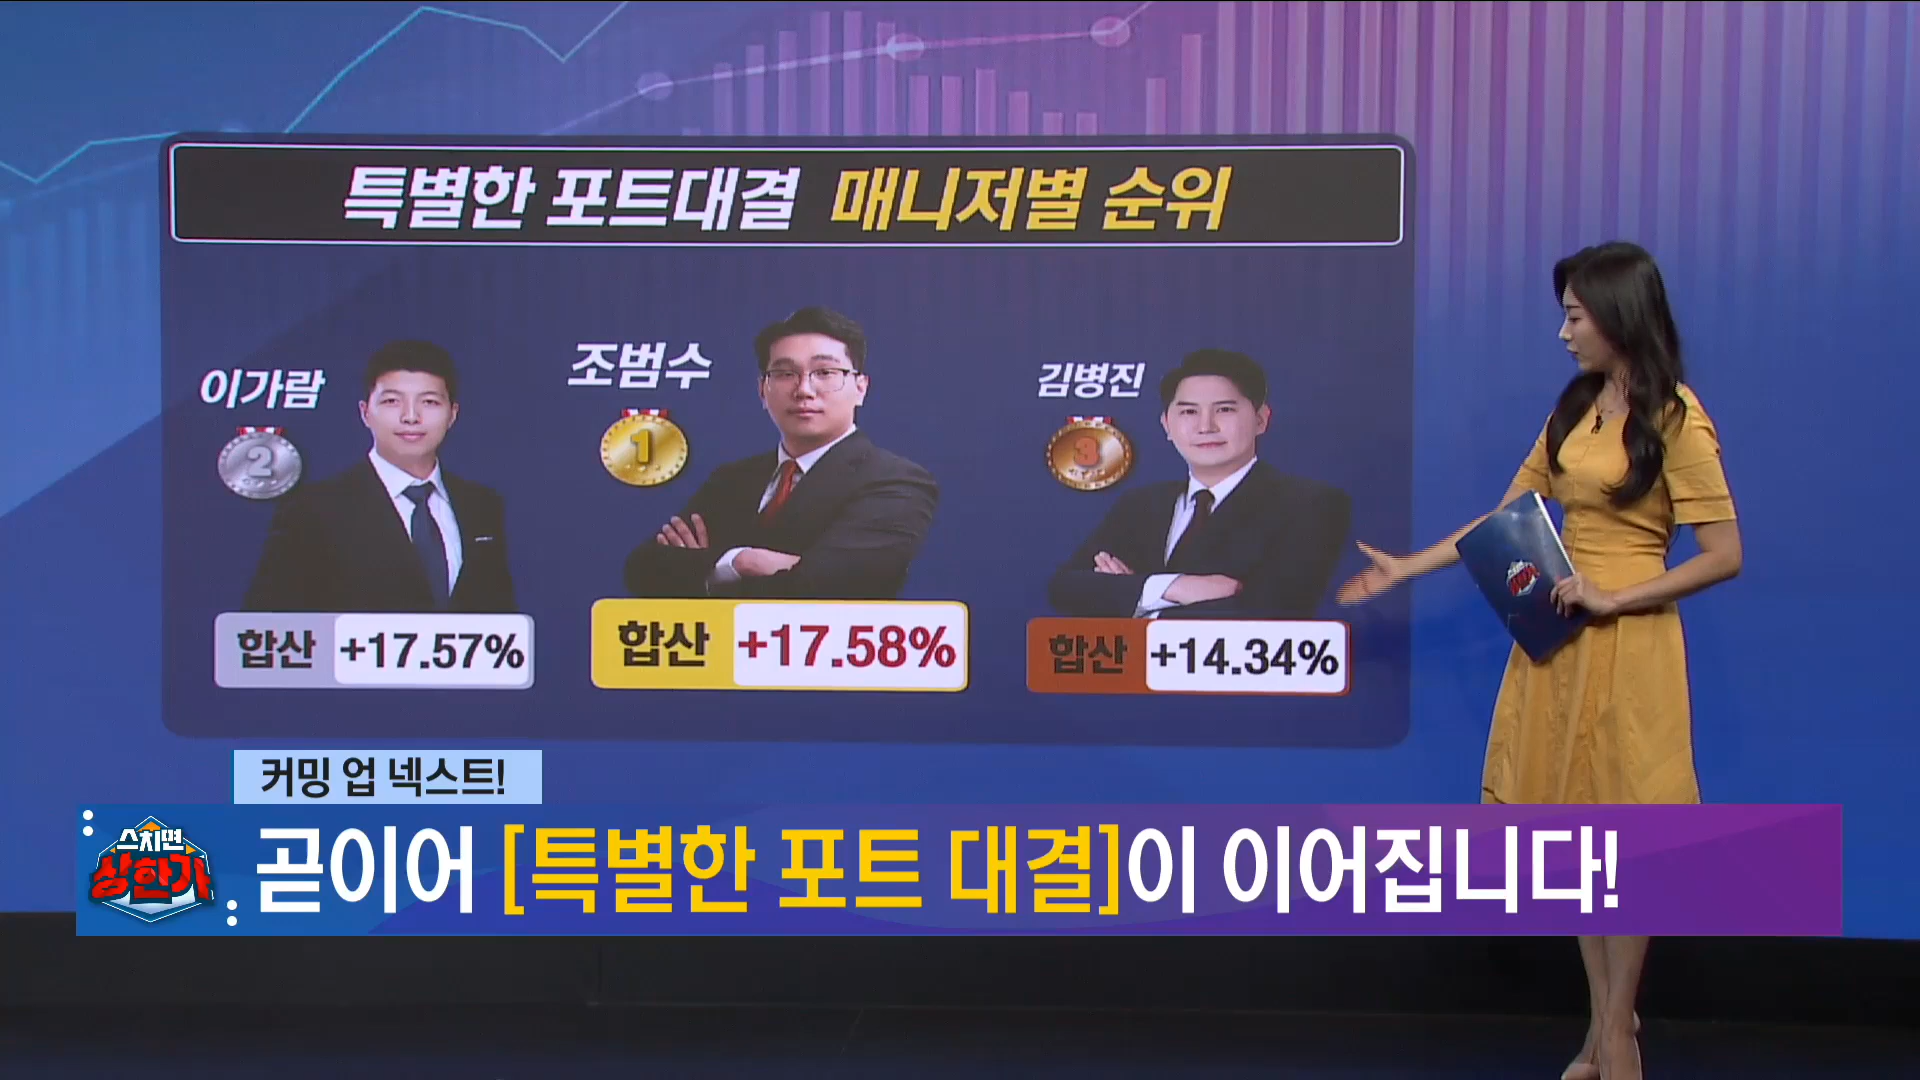 특별한 포트대결 매니저별 순위
이가람
2
합산 +17.57%
조범수
1
합산 +17.58%
김병진
3
합산 +14.34%
커밍 업 넥스트!
스치면
상한가
곧이어 [특별한 포트 대결]이 이어집니다!